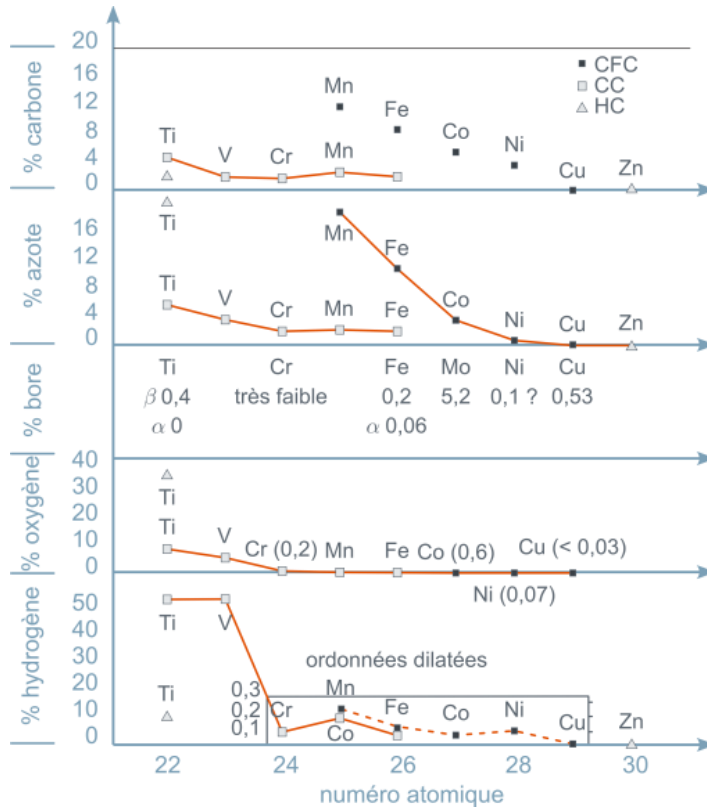 % carbone
20
16
12
8
4
0
CFC
CC
HC
Mn
Fe
Co
Ni
Cu
Zn
Ti
V
Cr
Mn
% azote
16
12
8
4
0
Ti
Mn
Fe
Co
Ni
Cu
Zn
Ti
V
Cr
Mn
Fe
% bore
Ti Cr Fe Mo Ni Cu
β 0,4 très faible 0,2 5,2 0,1 ? 0,53
α 0 α 0,06
% oxygène
40
30
20
10
0
Ti
Ti
V
Cr (0,2)
Mn
Fe
Co (0,6)
Cu (< 0,03)
Ni (0,07)
% hydrogène
50
40
30
20
10
0
Ti
V
ordonnées dilatées
Ti
0,3
0,2
0,1
Cr
Mn
Co
Fe
Co
Ni
Cu
Zn
22 24 26 28 30
numéro atomique